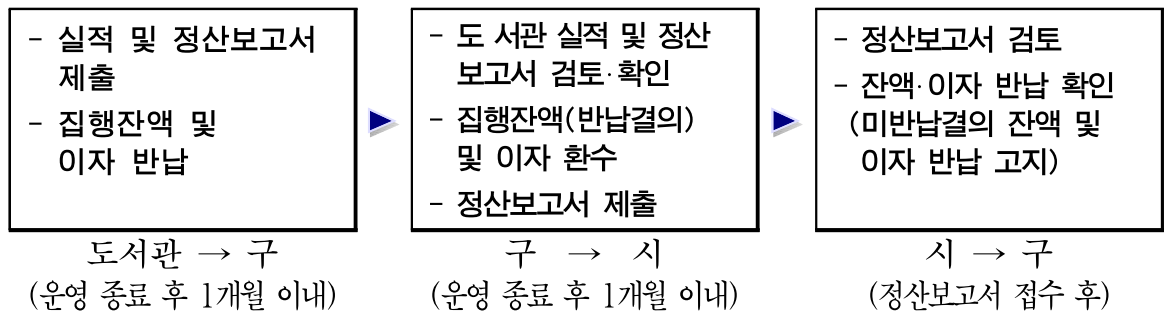 - 실적 및 정산보고서
제출
- 집행잔액 및
이자 반납
도서관 → 구
(운영 종료 후 1개월 이내)
- 도 서관 실적 및 정산
보고서 검토·확인
- 집행잔액(반납결의)
및 이자 환수
- 정산보고서 제출
구 → 시
(운영 종료 후 1개월 이내)
- 정산보고서 검토
- 잔액·이자 반납 확인
(미반납결의 잔액 및
이자 반납 고지)
시 → 구
(정산보고서 접수 후)